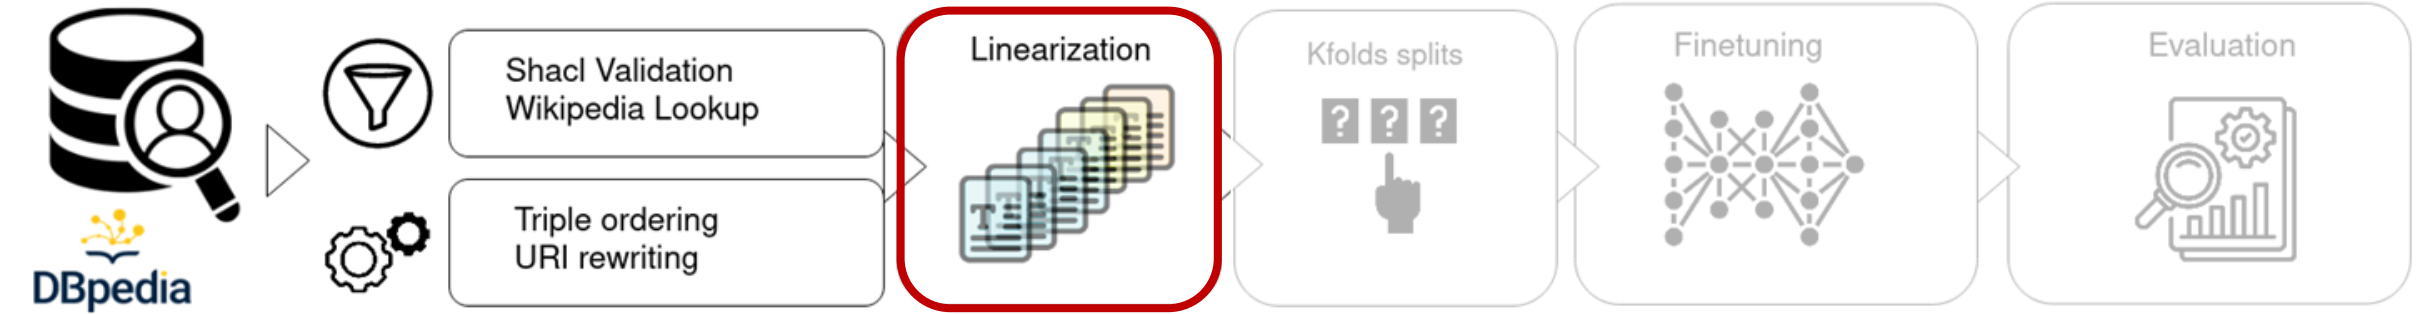 DBpedia
Shacl Validation
Wikipedia Lookup
Triple ordering
URI rewriting
Linearization
T
T
T
T
Kfolds splits
? ? ?
Finetuning
Evaluation